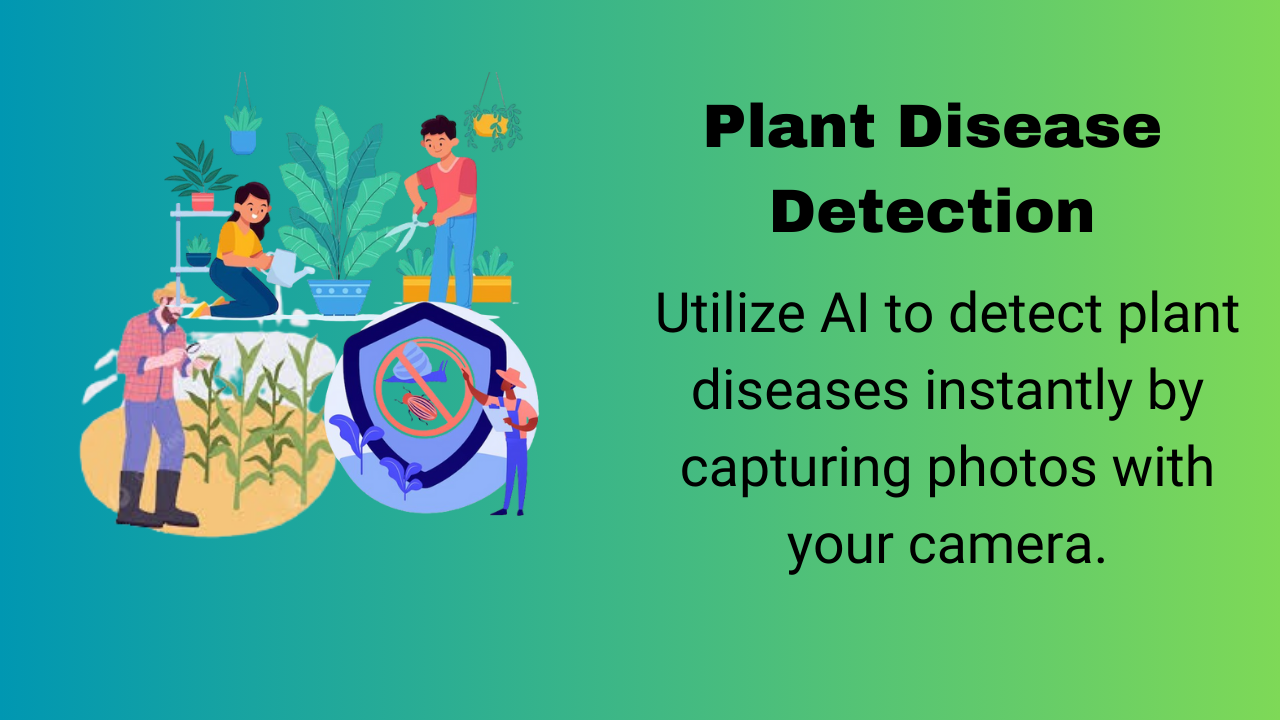 Plant Disease
Detection
Utilize AI to detect plant
diseases instantly by
capturing photos with
your camera.